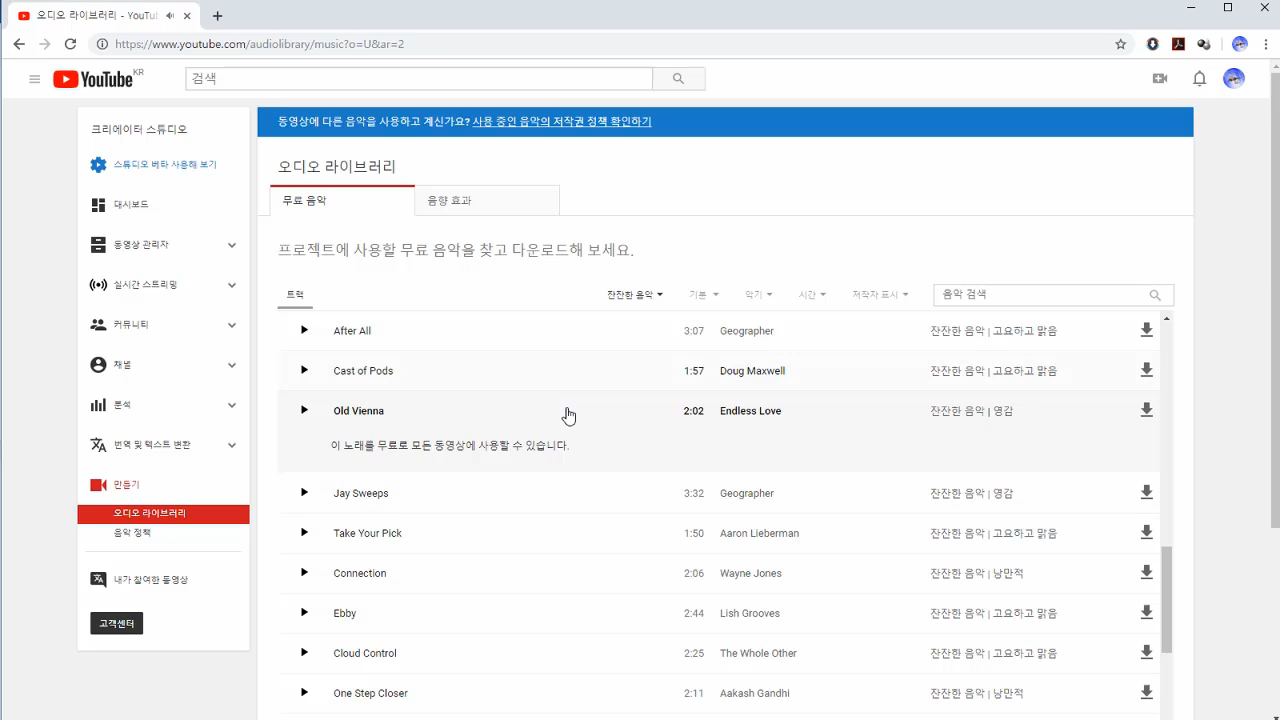 오디오 라이브러리 - YouTu
https://www.youtube.com/audiolibrary/music?o=U&ar=2
YouTube KR
검색
크리에이터 스튜디오
스튜디오 베타 사용해 보기
대시보드
동영상 관리자
실시간 스트리밍
커뮤니티
채널
분석
번역 및 텍스트 변환
만들기
오디오 라이브러리
음악 정책
내가 참여한 동영상
고객센터
동영상에 다른 음악을 사용하고 계신가요? 사용 중인 음악의 저작권 정책 확인하기
오디오 라이브러리
무료 음악 음향 효과
프로젝트에 사용할 무료 음악을 찾고 다운로드해 보세요.
트랙 잔잔한 음악 기분 악기 시간 저작자 표시 음악 검색
After All 3:07 Geographer 잔잔한 음악 | 고요하고 맑음
Cast of Pods 1:57 Doug Maxwell 잔잔한 음악 | 고요하고 맑음
Old Vienna 2:02 Endless Love 잔잔한 음악 | 영감
이 노래를 무료로 모든 동영상에 사용할 수 있습니다.
Jay Sweeps 3:32 Geographer 잔잔한 음악 | 영감
Take Your Pick 1:50 Aaron Lieberman 잔잔한 음악 | 고요하고 맑음
Connection 2:06 Wayne Jones 잔잔한 음악 | 낭만적
Ebby 2:44 Lish Grooves 잔잔한 음악 | 고요하고 맑음
Cloud Control 2:25 The Whole Other 잔잔한 음악 | 고요하고 맑음
One Step Closer 2:11 Aakash Gandhi 잔잔한 음악 | 낭만적